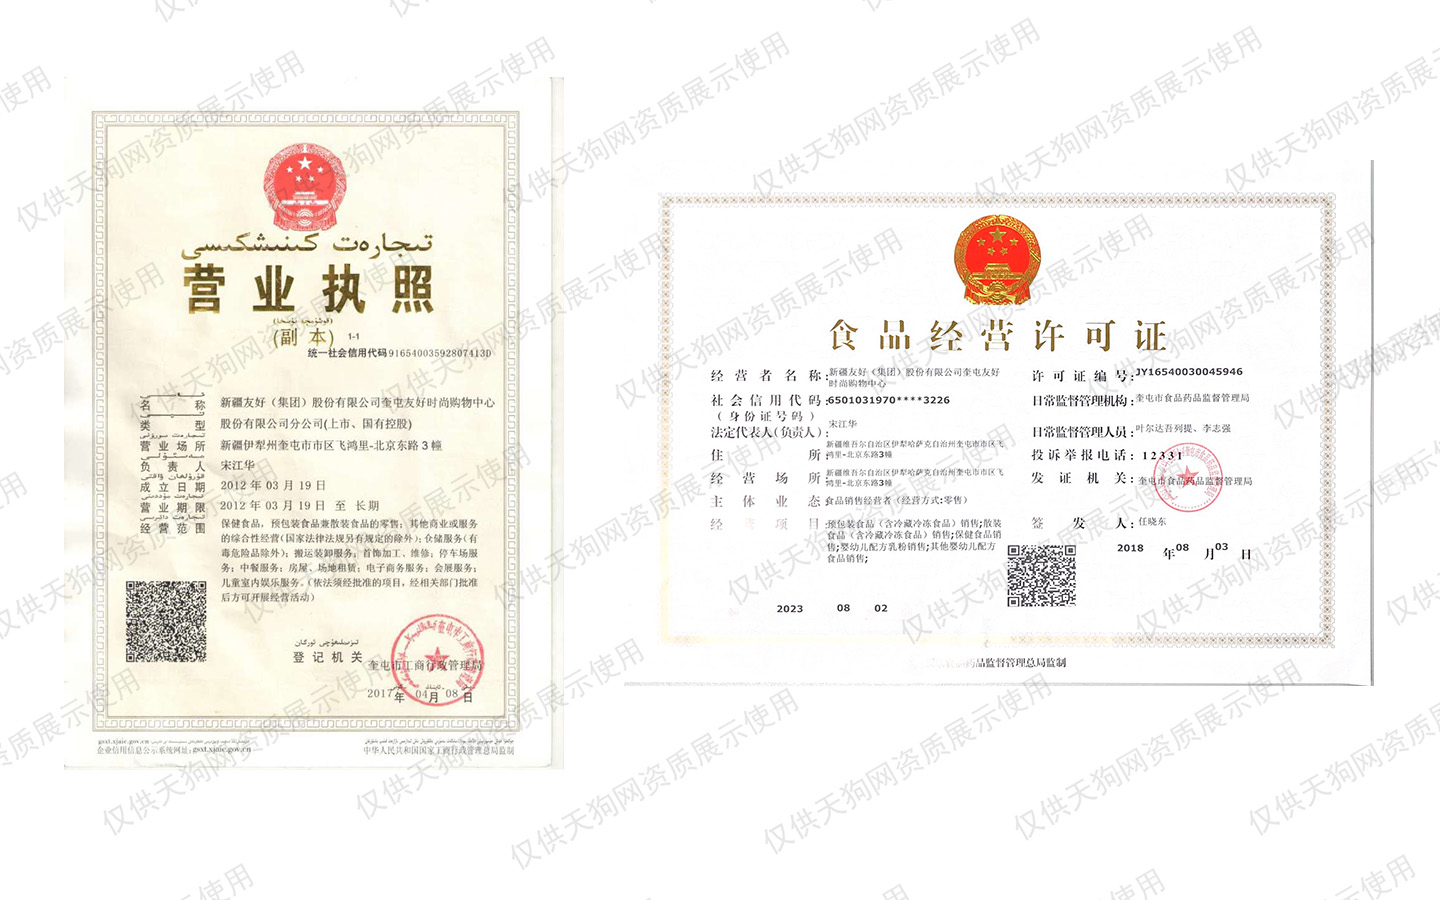 تىجارەت كىنىشكىسى
营业执照
(副 本) 1-1
统一社会信用代码91654003592807413D
名 称 新疆友好（集团）股份有限公司奎屯友好时尚购物中心
类 型 股份有限公司分公司(上市、国有控股)
营业场所 新疆伊犁州奎屯市市区飞鸿里-北京东路３幢
负责人 宋江华
成立日期 2012 年 03 月 19 日
营业期限 2012 年 03 月 19 日 至 长期
经营范围 保健食品，预包装食品兼散装食品的零售；其他商业或服务
的综合性经营(国家法律法规另有规定的除外)；仓储服务(有
毒危险品除外)；搬运装卸服务；首饰加工、维修；停车场服
务；中餐服务；房屋、场地租赁；电子商务服务；会展服务；
儿童室内娱乐服务。（依法须经批准的项目，经相关部门批准
后方可开展经营活动）
登记机关 奎屯市工商行政管理局
2017年 04月 08日
企业信用信息公示系统网址：gsxt.xjaic.gov.cn
中华人民共和国国家工商行政管理总局监制
食品经营许可证
经营者名称：新疆友好（集团）股份有限公司奎屯友好
时尚购物中心
社会信用代码：6501031970****3226
（身份证号码）
法定代表人(负责人)：宋江华
住 所：新疆维吾尔自治区伊犁哈萨克自治州奎屯市市区飞
鸿里-北京东路3幢
经营场所：新疆维吾尔自治区伊犁哈萨克自治州奎屯市市区飞
鸿里-北京东路3幢
主体业态：食品销售经营者（经营方式:零售）
经营项目：预包装食品（含冷藏冷冻食品）销售;散装
食品（含冷藏冷冻食品）销售;保健食品销
售;婴幼儿配方乳粉销售;其他婴幼儿配方
食品销售;
2023 08 02
许可证编号：JY16540030045946
日常监督管理机构：奎屯市食品药品监督管理局
日常监督管理人员：叶尔达吾列提、李志强
投诉举报电话：12331
发证机关：奎屯市食品药品监督管理局
签发人：任晓东
2018 年08 月03 日
药品监督管理总局监制
仅供天狗网资质展示使用